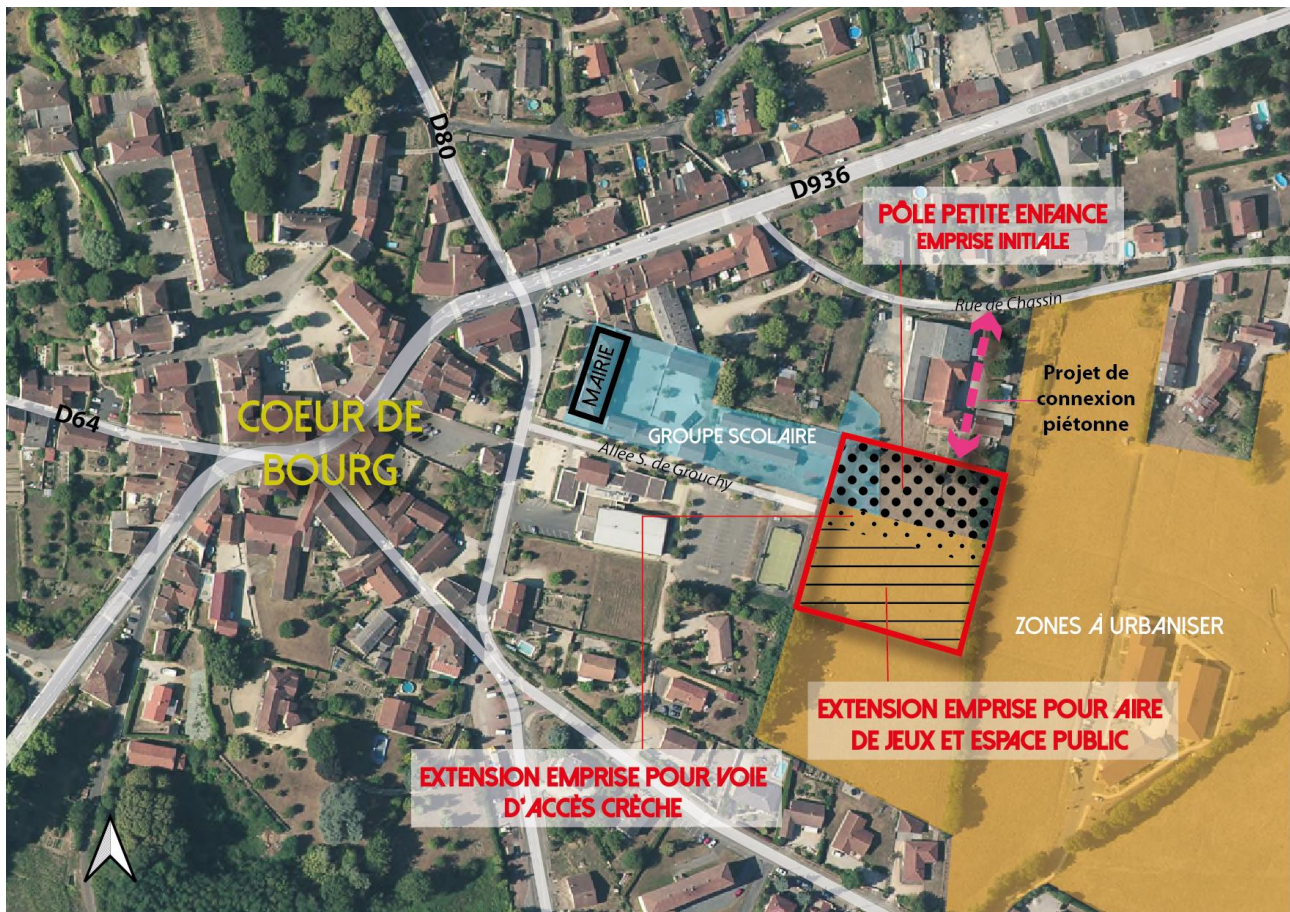 D80
D936
PÔLE PETITE ENFANCE
EMPRISE INITIALE
Rue de Chassin
MAIRIE
Projet de
connexion
piétonne
D64
COEUR DE
BOURG
GROUPE SCOLAIRE
Allée S. de Grouchy
ZONES À URBANISER
EXTENSION EMPRISE POUR AIRE
DE JEUX ET ESPACE PUBLIC
EXTENSION EMPRISE POUR VOIE
D'ACCÈS CRÈCHE